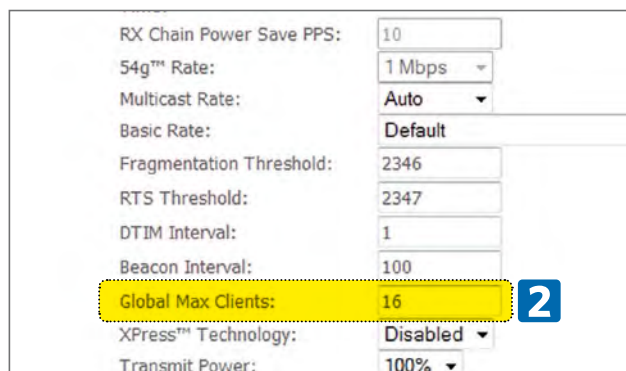 RX Chain Power Save PPS: 10
54g™ Rate: 1 Mbps
Multicast Rate: Auto
Basic Rate: Default
Fragmentation Threshold: 2346
RTS Threshold: 2347
DTIM Interval: 1
Beacon Interval: 100
Global Max Clients: 16 2
XPress™ Technology: Disabled
Transmit Power: 100%